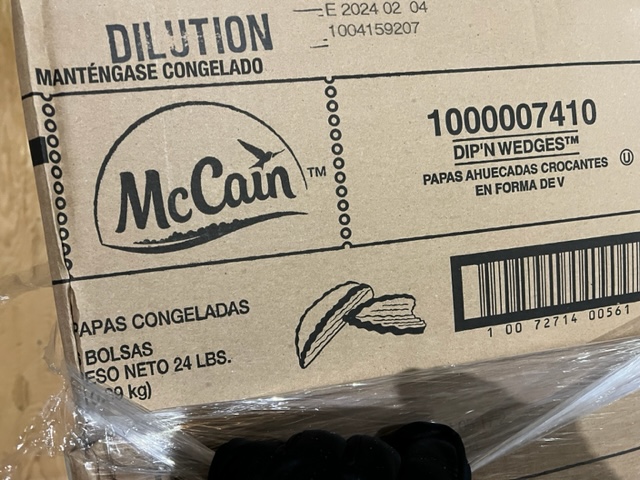 DILUTION
E 2024 02 04
1004159207
MANTÉNGASE CONGELADO
McCain™
1000007410
DIP'N WEDGES™
PAPAS AHUECADAS CROCANTES
EN FORMA DE V
U
PAPAS CONGELADAS
BOLSAS
PESO NETO 24 LBS.
kg)
1 00 72714 00561